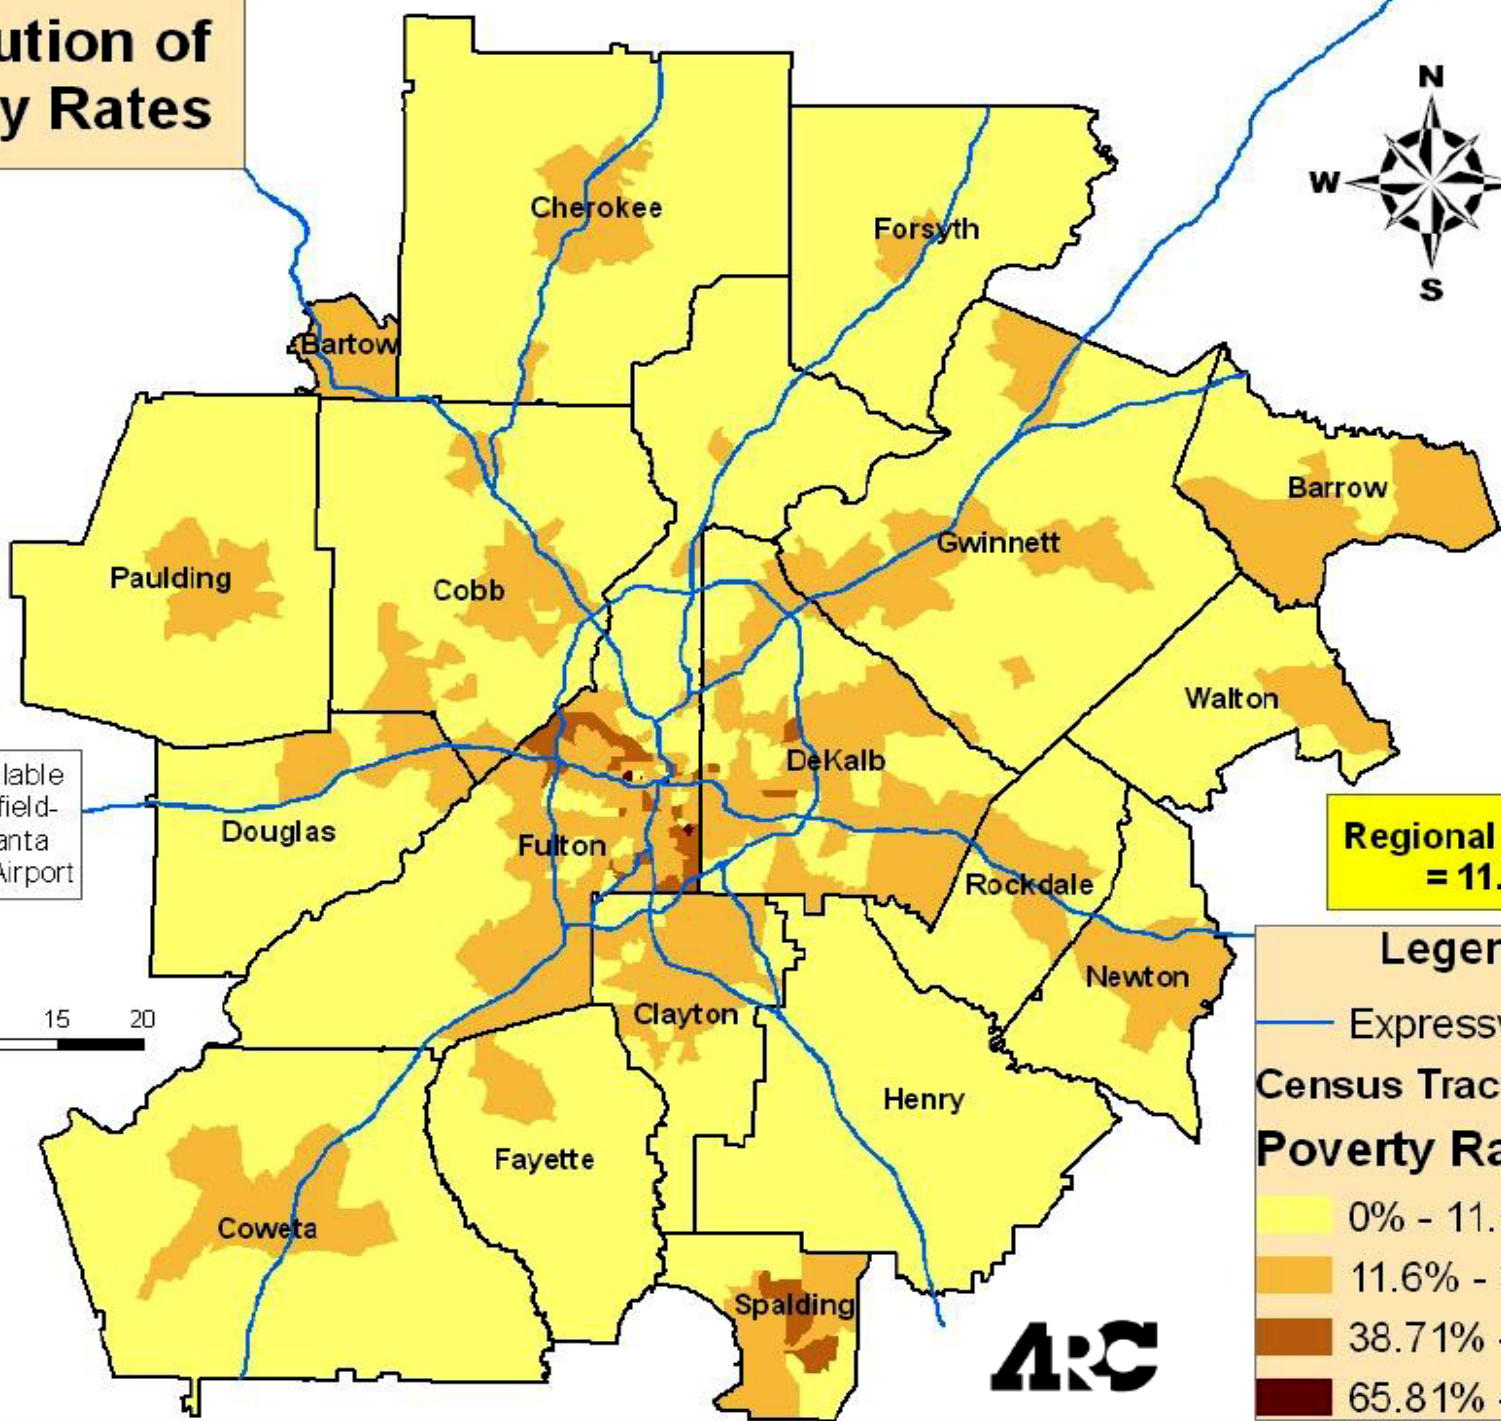 ution of
y Rates
N
W
S
Cherokee
Forsyth
Bartow
Barrow
Gwinnett
Paulding
Cobb
Walton
DeKalb
lable
field-
anta
Airport
Douglas
Fulton
Rockdale
Regional
= 11.
Newton
Clayton
15 20
Henry
Fayette
Coweta
Spalding
ARC
Legen
Expressw
Census Trac
Poverty Ra
0% - 11.
11.6% -
38.71% -
65.81% -